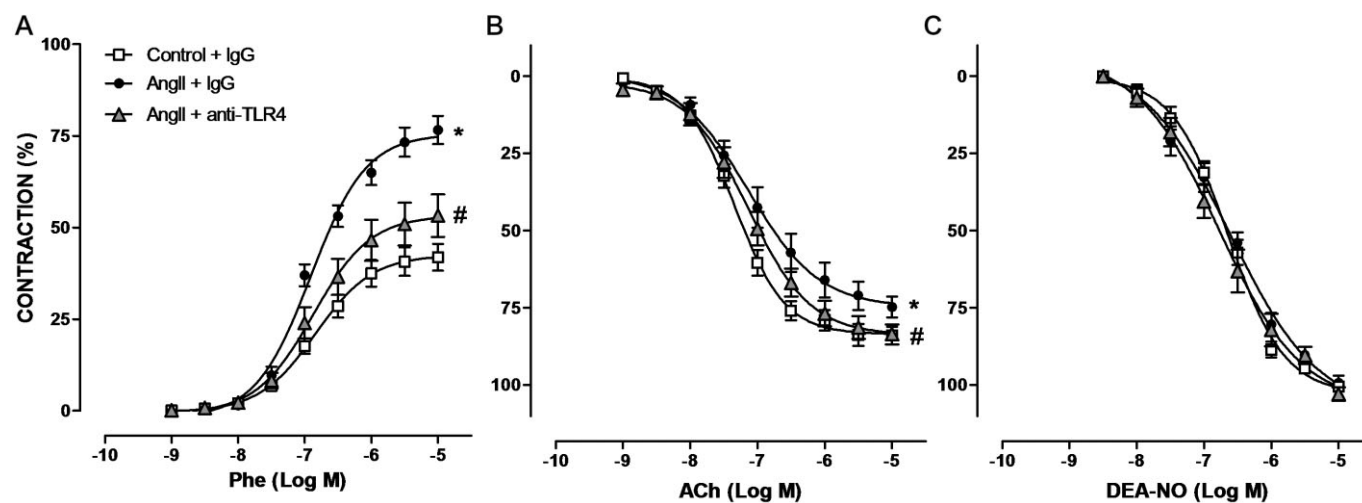 A
B
C
100
75
50
25
0
CONTRACTION (%)
Control + IgG
AngII + IgG
AngII + anti-TLR4
*
#
-10 -9 -8 -7 -6 -5
Phe (Log M)
0
25
50
75
100
*
#
-10 -9 -8 -7 -6 -5
ACh (Log M)
0
25
50
75
100
-10 -9 -8 -7 -6 -5
DEA-NO (Log M)